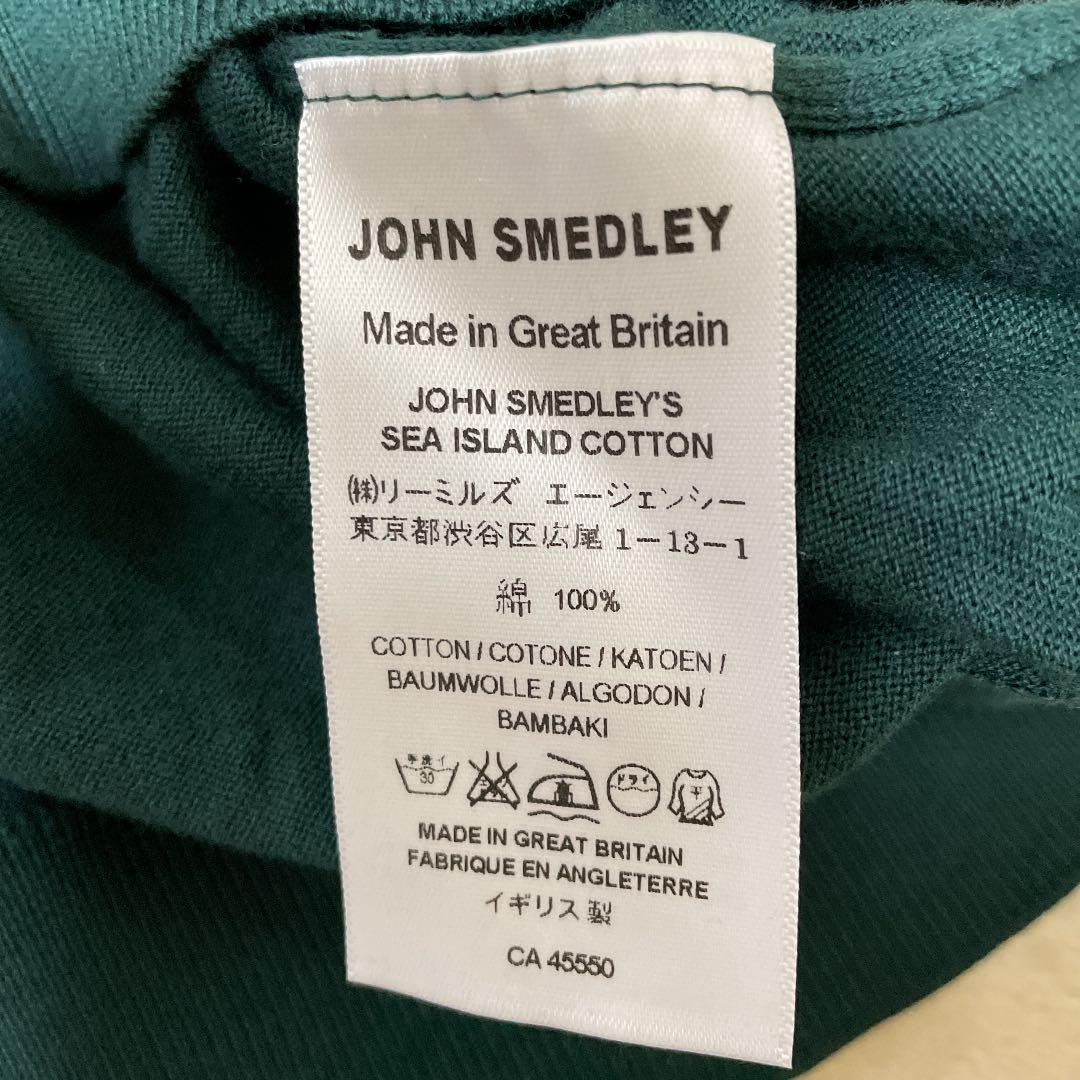 JOHN SMEDLEY
Made in Great Britain
JOHN SMEDLEY'S
SEA ISLAND COTTON
㈱リーミルズ エージェンシー
東京都渋谷区広尾 1-13-1
綿 100%
COTTON / COTONE / KATOEN /
BAUMWOLLE / ALGODON /
BAMBAKI
手洗イ 30 高 ドライ 平
MADE IN GREAT BRITAIN
FABRIQUE EN ANGLETERRE
イギリス製
CA 45550